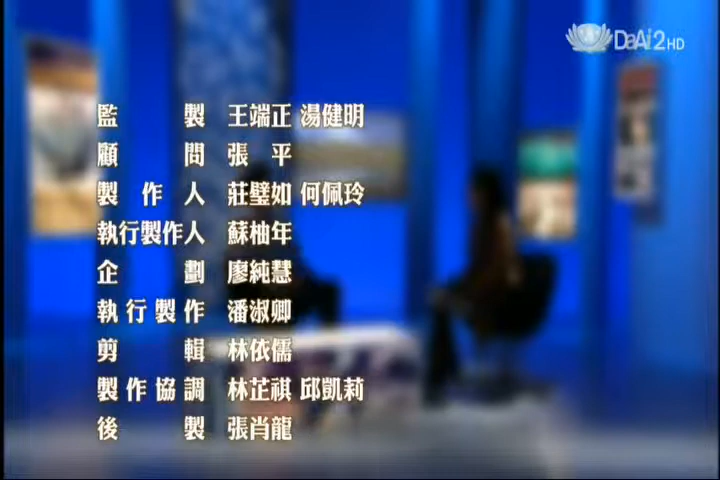 DaAi2HD
監製 王端正 湯健明
顧問 張平
製作人 莊璧如 何佩玲
執行製作人 蘇柚年
企劃 廖純慧
執行製作 潘淑卿
剪輯 林依儒
製作協調 林芷祺 邱凱莉
後製 張肖龍